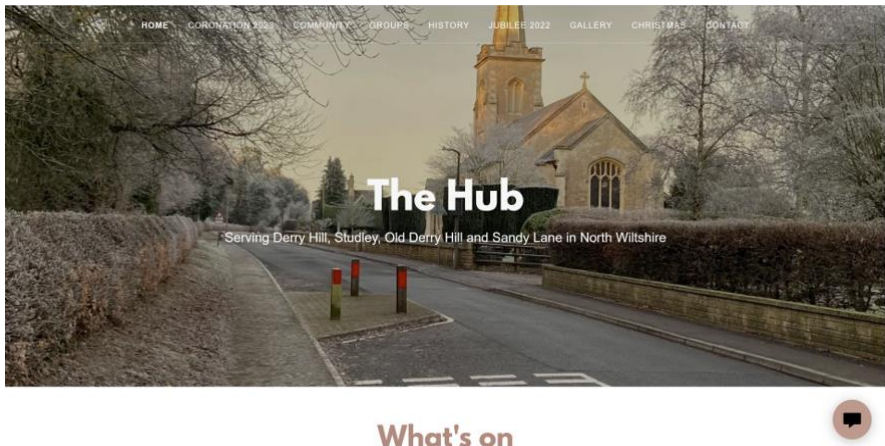 HOME CORONATION 2023 COMMUNITY GROUPS HISTORY JUBILEE 2022 GALLERY CHRISTMAS CONTACT
The Hub
Serving Derry Hill, Studley, Old Derry Hill and Sandy Lane in North Wiltshire
What's on